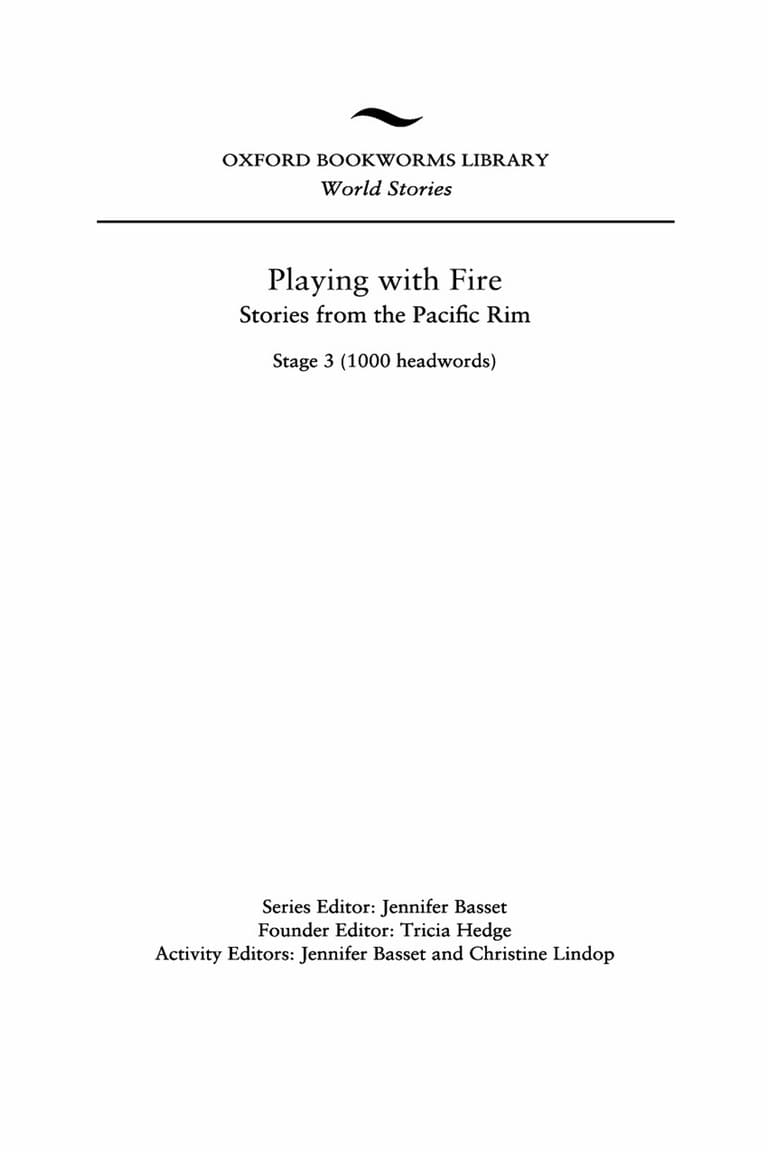 OXFORD BOOKWORMS LIBRARY
World Stories
Playing with Fire
Stories from the Pacific Rim
Stage 3 (1000 headwords)
Series Editor: Jennifer Basset
Founder Editor: Tricia Hedge
Activity Editors: Jennifer Basset and Christine Lindop